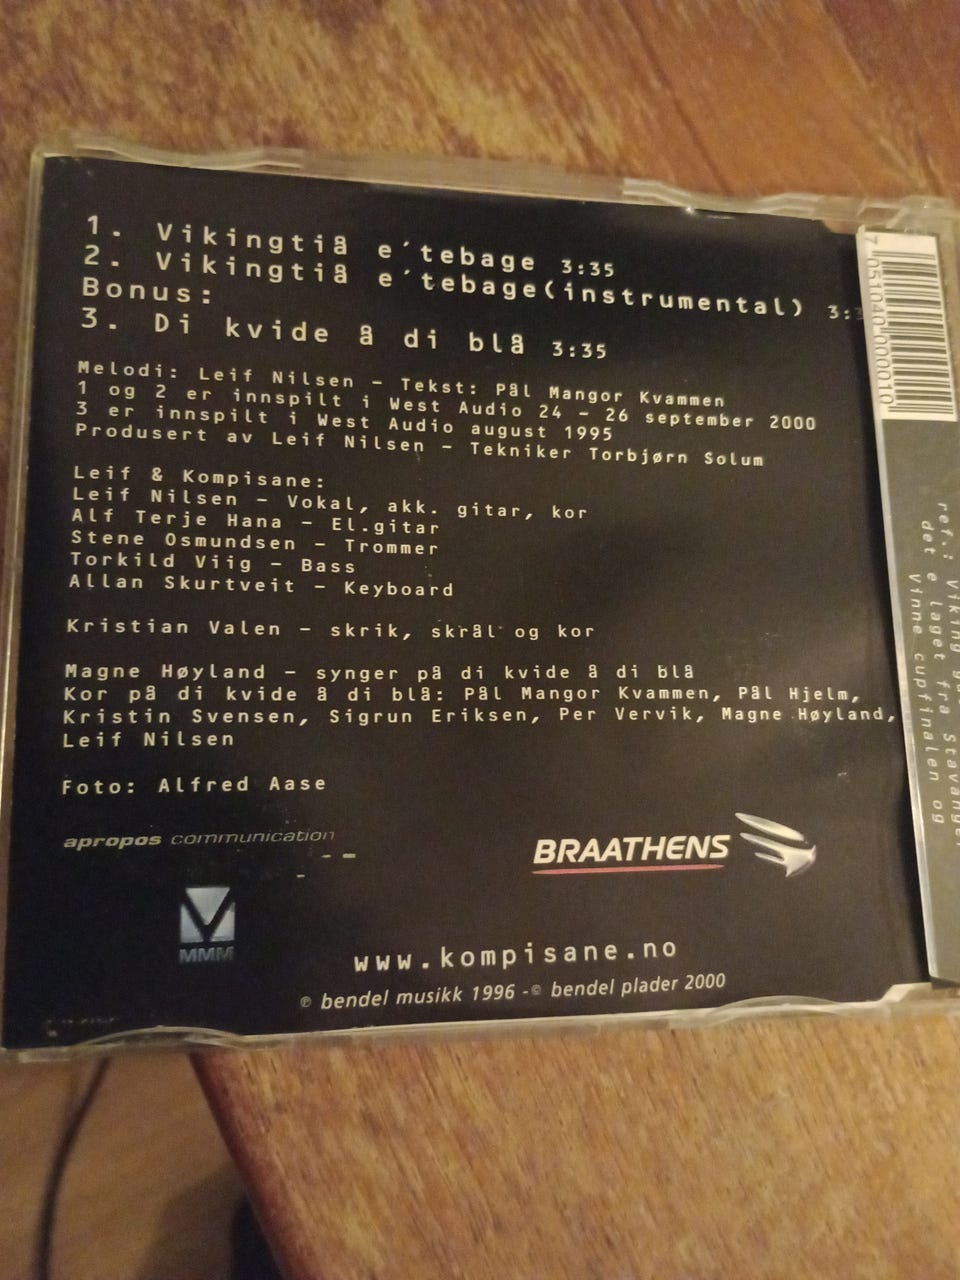 1. Vikingtiå e´tebage 3:35
2. Vikingtiå e´tebage(instrumental)
Bonus:
3. Di kvide å di blå 3:35
Melodi: Leif Nilsen - Tekst: Pål Mangor Kvammen
1 og 2 er innspilt i West Audio 24 - 26 september 2000
3 er innspilt i West Audio august 1995
Produsert av Leif Nilsen - Tekniker Torbjørn Solum
Leif & Kompisane:
Leif Nilsen - Vokal, akk. gitar, kor
Alf Terje Hana - El.gitar
Stene Osmundsen - Trommer
Torkild Viig - Bass
Allan Skurtveit - Keyboard
Kristian Valen - skrik, skrål og kor
Magne Høyland - synger på di kvide å di blå
Kor på di kvide å di blå: Pål Mangor Kvammen, Pål Hjelm,
Kristin Svensen, Sigrun Eriksen, Per Vervik, Magne Høyland,
Leif Nilsen
Foto: Alfred Aase
apropos communication
BRAATHENS
MMM
www.kompisane.no
℗ bendel musikk 1996 -© bendel plader 2000
7 051040 000010
ref.: Viking
det e laget fra Stavanger
Vinne cupfinalen og